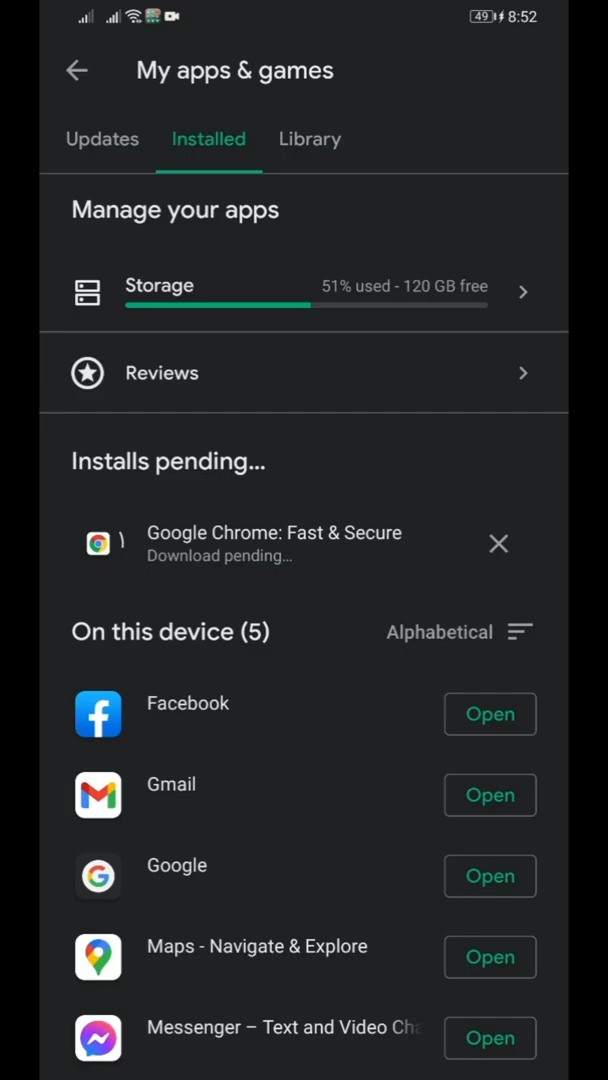 49 8:52
My apps & games
Updates Installed Library
Manage your apps
Storage 51% used - 120 GB free
Reviews
Installs pending...
Google Chrome: Fast & Secure
Download pending...
On this device (5) Alphabetical
Facebook Open
Gmail Open
Google Open
Maps - Navigate & Explore Open
Messenger – Text and Video Cha Open